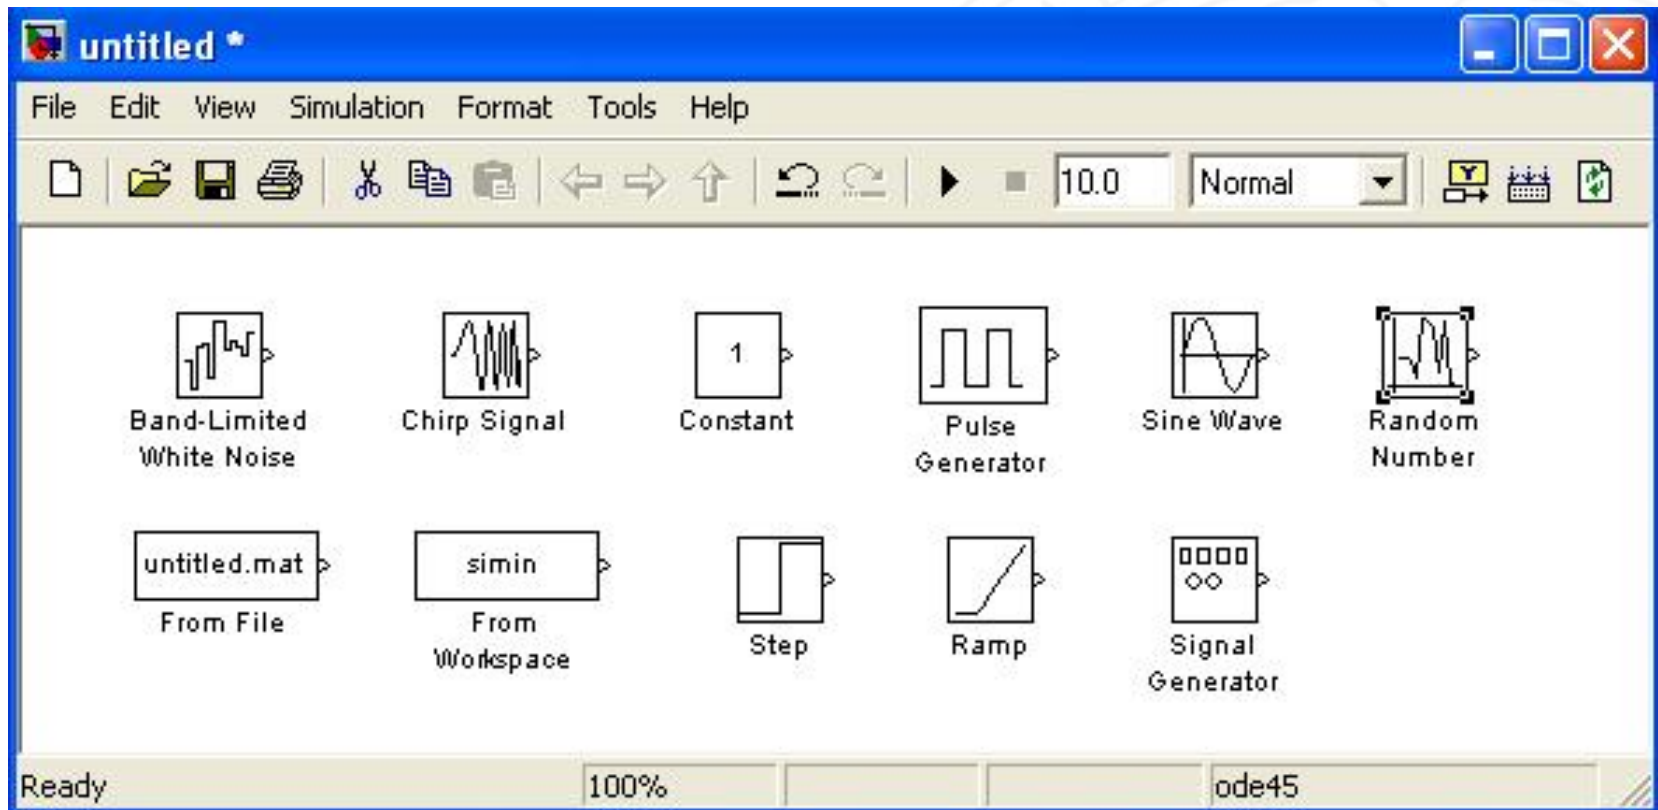 untitled *
File Edit View Simulation Format Tools Help
10.0 Normal
Y
1
Band-Limited
White Noise
Chirp Signal
Constant
Pulse
Generator
Sine Wave
Random
Number
untitled.mat
From File
simin
From
Workspace
Step
Ramp
Signal
Generator
Ready 100% ode45